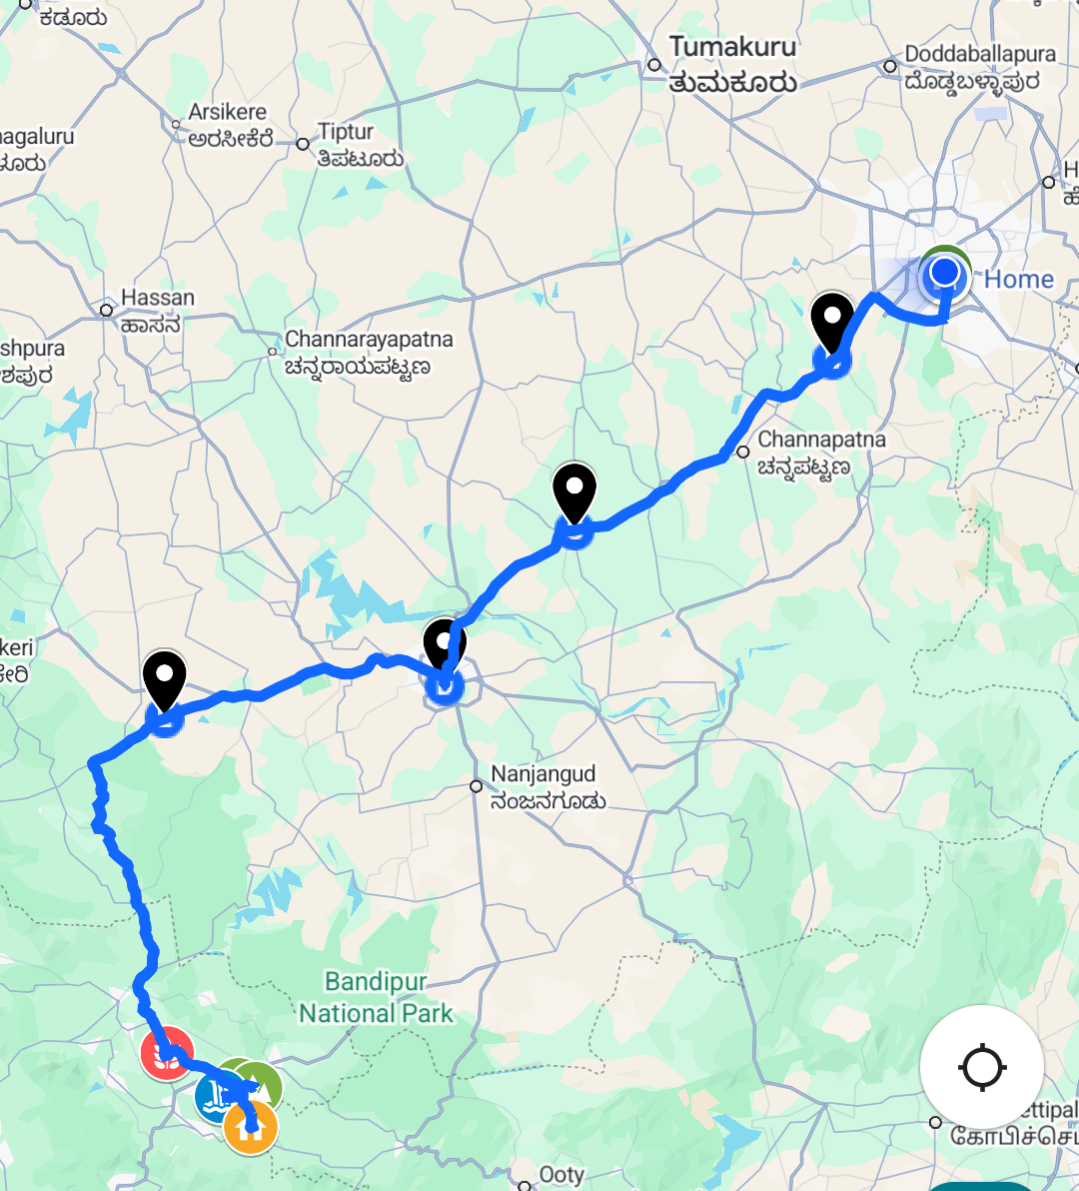 ಕಡೂರು
Tumakuru
ತುಮಕೂರು
Doddaballapura
ದೊಡ್ಡಬಳ್ಳಾಪುರ
Arsikere
ಅರಸೀಕೆರೆ
Tiptur
ತಿಪಟೂರು
nagaluru
ಳೂರು
H
ಹೆ
Home
Hassan
ಹಾಸನ
Channarayapatna
ಚನ್ನರಾಯಪಟ್ಟಣ
shpura
ಶಪುರ
Channapatna
ಚನ್ನಪಟ್ಟಣ
keri
ಕೇರಿ
Nanjangud
ನಂಜನಗೂಡು
Bandipur
National Park
ettipal
கோபிச்செட
Ooty